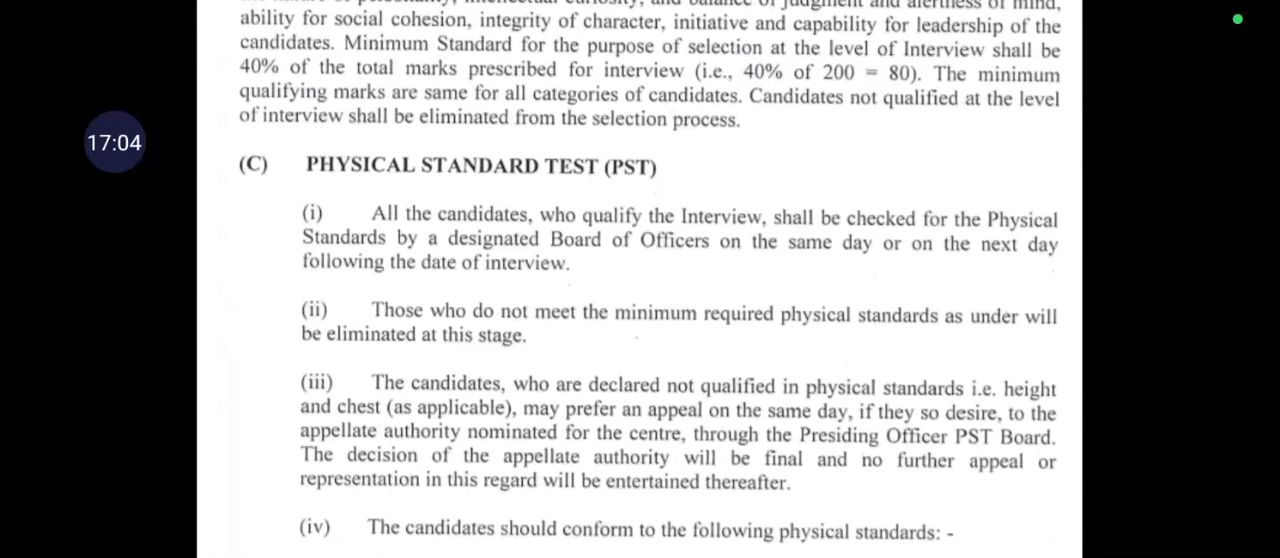 ability for social cohesion, integrity of character, initiative and capability for leadership of the
candidates. Minimum Standard for the purpose of selection at the level of Interview shall be
40% of the total marks prescribed for interview (i.e., 40% of 200 = 80). The minimum
qualifying marks are same for all categories of candidates. Candidates not qualified at the level
of interview shall be eliminated from the selection process.
17:04
(C) PHYSICAL STANDARD TEST (PST)
(i) All the candidates, who qualify the Interview, shall be checked for the Physical
Standards by a designated Board of Officers on the same day or on the next day
following the date of interview.
(ii) Those who do not meet the minimum required physical standards as under will
be eliminated at this stage.
(iii) The candidates, who are declared not qualified in physical standards i.e. height
and chest (as applicable), may prefer an appeal on the same day, if they so desire, to the
appellate authority nominated for the centre, through the Presiding Officer PST Board.
The decision of the appellate authority will be final and no further appeal or
representation in this regard will be entertained thereafter.
(iv) The candidates should conform to the following physical standards: -